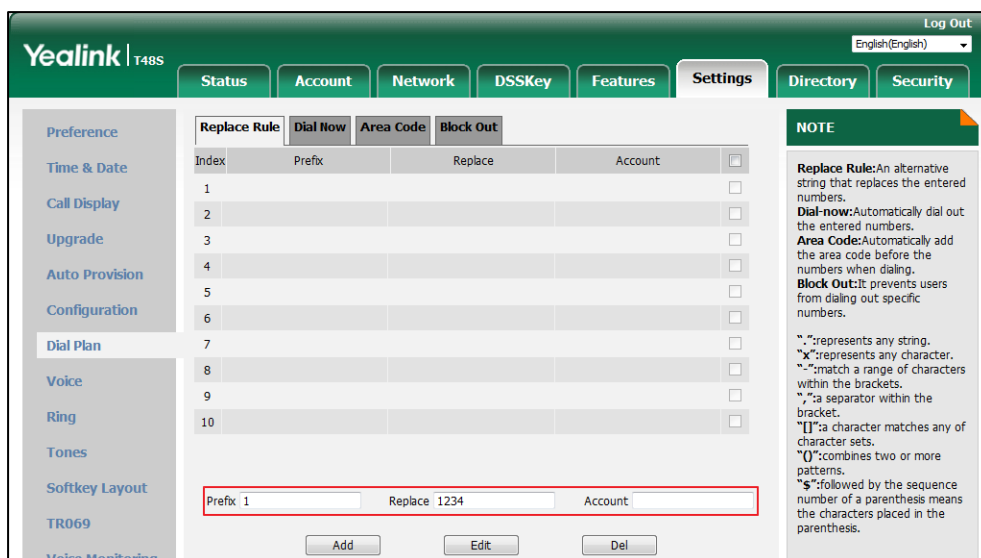 Log Out
Yealink T48S
English(English)
Status Account Network DSSKey Features Settings Directory Security
Preference
Time & Date
Call Display
Upgrade
Auto Provision
Configuration
Dial Plan
Voice
Ring
Tones
Softkey Layout
TR069
Voice Monitoring
Replace Rule Dial Now Area Code Block Out
Index Prefix Replace Account
1
2
3
4
5
6
7
8
9
10
Prefix 1 Replace 1234 Account
Add Edit Del
NOTE
Replace Rule:An alternative
string that replaces the entered
numbers.
Dial-now:Automatically dial out
the entered numbers.
Area Code:Automatically add
the area code before the
numbers when dialing.
Block Out:It prevents users
from dialing out specific
numbers.
".":represents any string.
"x":represents any character.
"-":match a range of characters
within the brackets.
",":a separator within the
bracket.
"[]":a character matches any of
character sets.
"()":combines two or more
patterns.
"$":followed by the sequence
number of a parenthesis means
the characters placed in the
parenthesis.